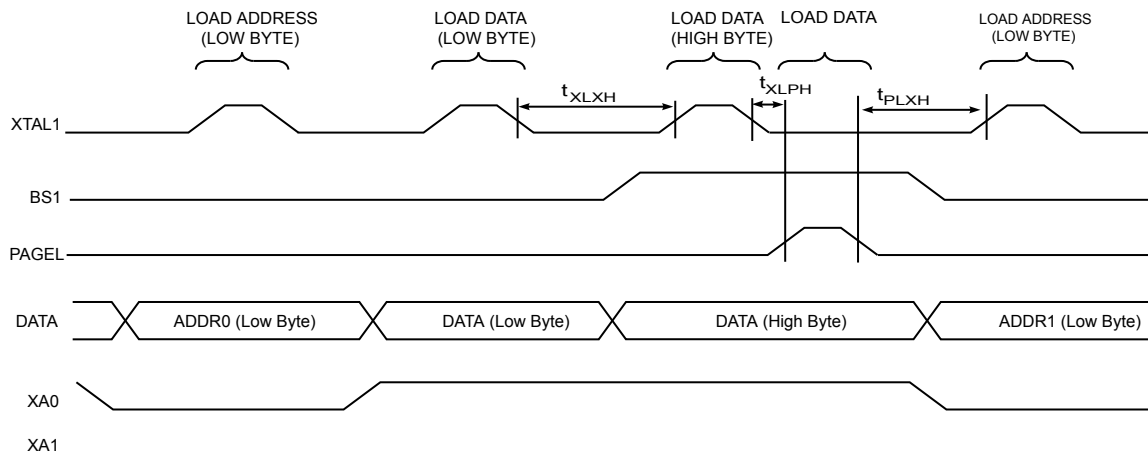 LOAD ADDRESS
(LOW BYTE)
LOAD DATA
(LOW BYTE)
LOAD DATA
(HIGH BYTE)
LOAD DATA
LOAD ADDRESS
(LOW BYTE)
tXLXH
tXLPH
tPLXH
XTAL1
BS1
PAGEL
DATA
ADDR0 (Low Byte)
DATA (Low Byte)
DATA (High Byte)
ADDR1 (Low Byte)
XA0
XA1